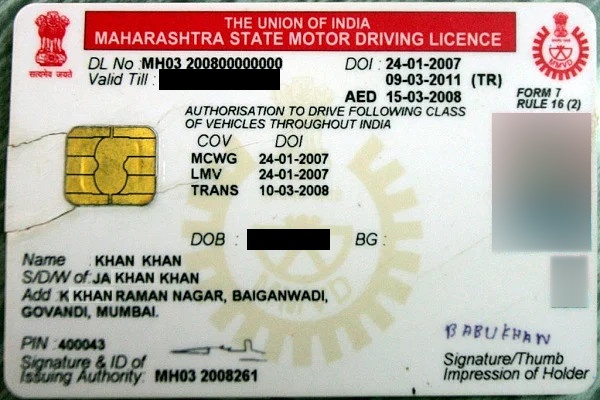 THE UNION OF INDIA
MAHARASHTRA STATE MOTOR DRIVING LICENCE
सत्यमेव जयते
DL No : MH03 200800000000 DOI : 24-01-2007
Valid Till : 09-03-2011 (TR)
AED 15-03-2008
FORM 7
RULE 16 (2)
MMVD
AUTHORISATION TO DRIVE FOLLOWING CLASS
OF VEHICLES THROUGHOUT INDIA
COV DOI
MCWG 24-01-2007
LMV 24-01-2007
TRANS 10-03-2008
DOB : BG :
MMVD
Name : KHAN KHAN
S/D/W of : JA KHAN KHAN
Add : K KHAN RAMAN NAGAR, BAIGANWADI,
GOVANDI, MUMBAI.
PIN : 400043
Signature & ID of
Issuing Authority: MH03 2008261
BABUKHAN
Signature/Thumb
Impression of Holder